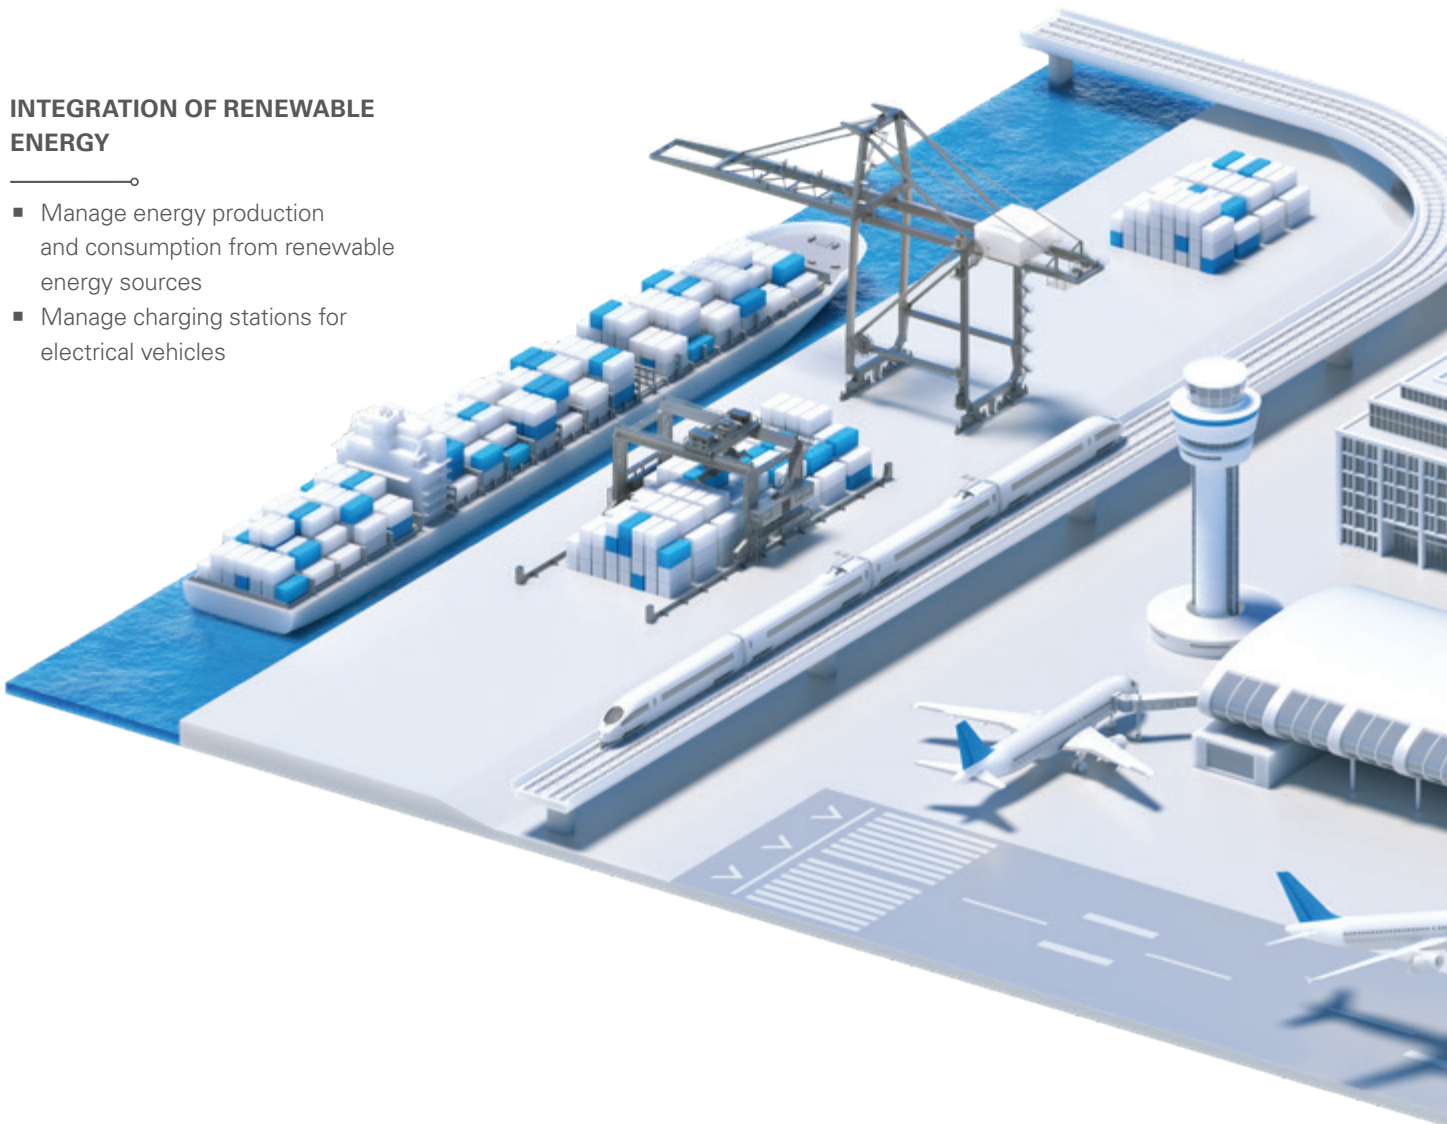 INTEGRATION OF RENEWABLE
ENERGY
▪ Manage energy production
and consumption from renewable
energy sources
▪ Manage charging stations for
electrical vehicles